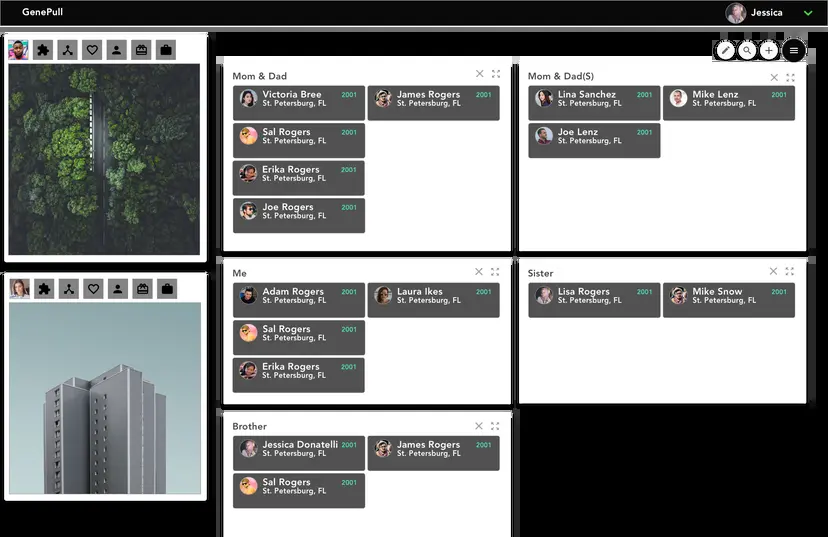 GenePull
Jessica
Mom & Dad
Victoria Bree 2001
St. Petersburg, FL
James Rogers 2001
St. Petersburg, FL
Sal Rogers 2001
St. Petersburg, FL
Erika Rogers 2001
St. Petersburg, FL
Joe Rogers 2001
St. Petersburg, FL
Mom & Dad(S)
Lina Sanchez 2001
St. Petersburg, FL
Mike Lenz 2001
St. Petersburg, FL
Joe Lenz 2001
St. Petersburg, FL
Me
Adam Rogers 2001
St. Petersburg, FL
Laura Ikes 2001
St. Petersburg, FL
Sal Rogers 2001
St. Petersburg, FL
Erika Rogers 2001
St. Petersburg, FL
Sister
Lisa Rogers 2001
St. Petersburg, FL
Mike Snow 2001
St. Petersburg, FL
Brother
Jessica Donatelli 2001
St. Petersburg, FL
James Rogers 2001
St. Petersburg, FL
Sal Rogers 2001
St. Petersburg, FL